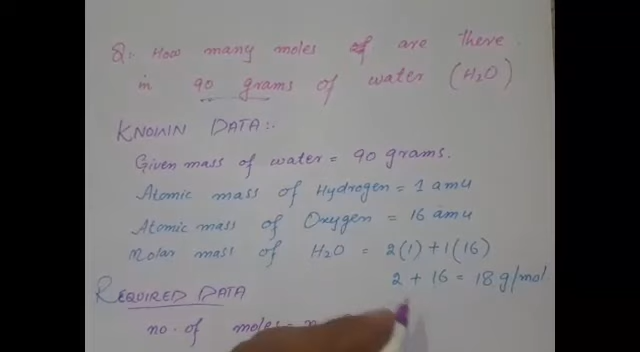 Q:- How many moles of are there
in 90 grams of water (H2O)
KNOWN DATA:-
Given mass of water = 90 grams.
Atomic mass of Hydrogen = 1 amu
Atomic mass of Oxygen = 16 amu
Molar mass of H2O = 2(1) + 1(16)
2 + 16 = 18 g/mol
REQUIRED DATA
no. of moles = n